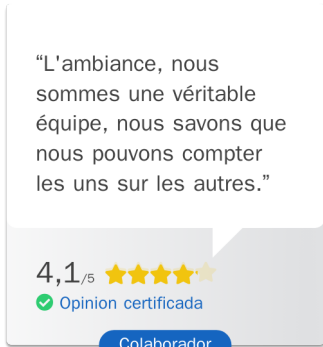 “L'ambiance, nous
sommes une véritable
équipe, nous savons que
nous pouvons compter
les uns sur les autres.”
4,1/5
Opinion certificada
Colaborador